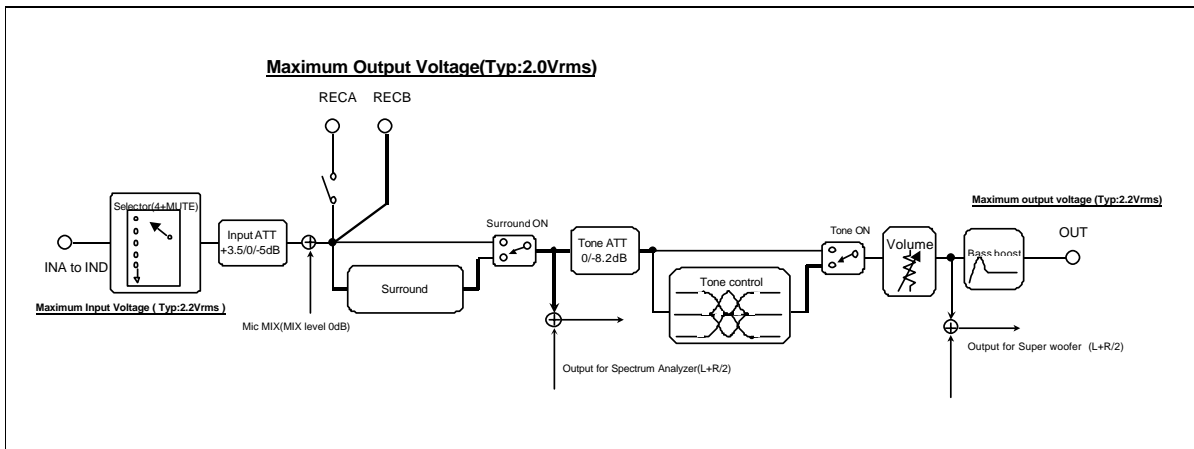 Maximum Output Voltage(Typ:2.0Vrms)
RECA
RECB
Selector(4+MUTE)
Input ATT
+3.5/0/-5dB
INA to IND
Maximum Input Voltage ( Typ:2.2Vrms )
Mic MIX(MIX level 0dB)
Surround
Surround ON
Tone ATT
0/-8.2dB
Output for Spectrum Analyzer(L+R/2)
Tone control
Tone ON
Volume
Maximum output voltage (Typ:2.2Vrms)
Bass boost
OUT
Output for Super woofer (L+R/2)